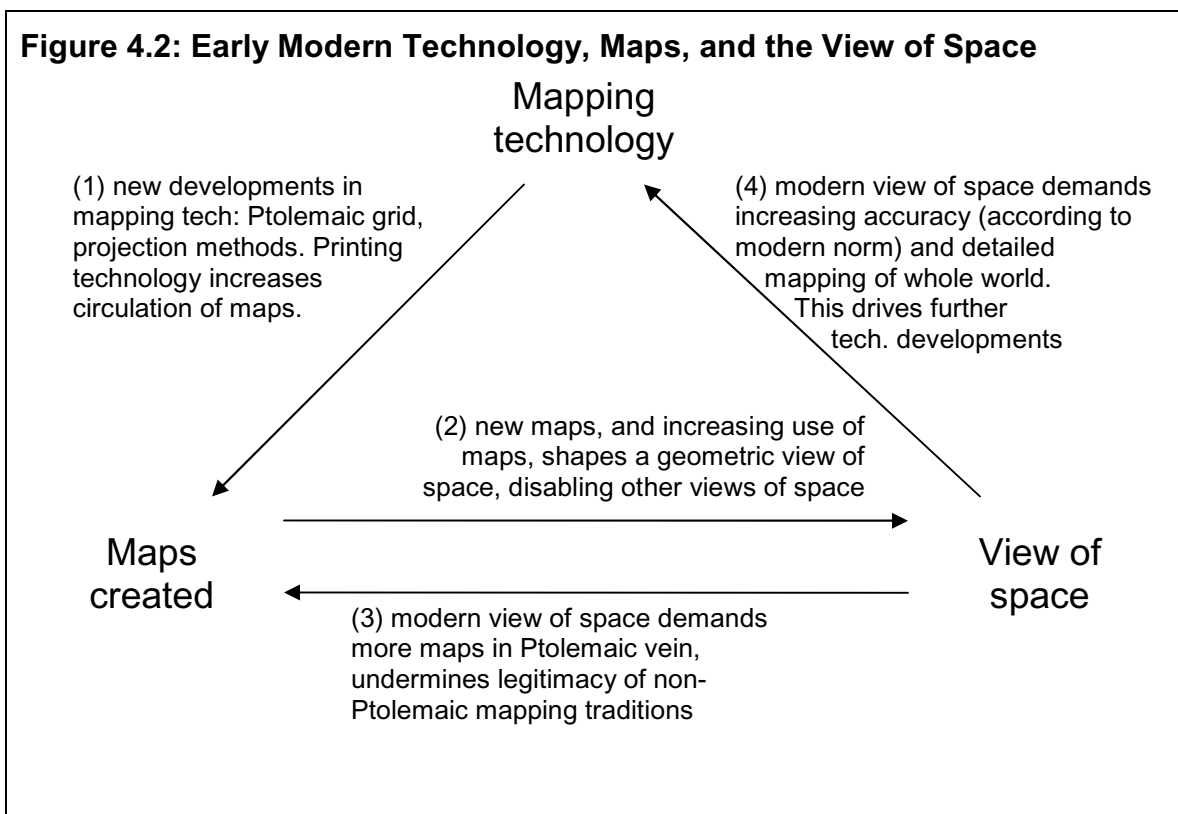 Figure 4.2: Early Modern Technology, Maps, and the View of Space
Mapping
technology
(1) new developments in
mapping tech: Ptolemaic grid,
projection methods. Printing
technology increases
circulation of maps.
(4) modern view of space demands
increasing accuracy (according to
modern norm) and detailed
mapping of whole world.
This drives further
tech. developments
(2) new maps, and increasing use of
maps, shapes a geometric view of
space, disabling other views of space
Maps
created
View of
space
(3) modern view of space demands
more maps in Ptolemaic vein,
undermines legitimacy of non-
Ptolemaic mapping traditions